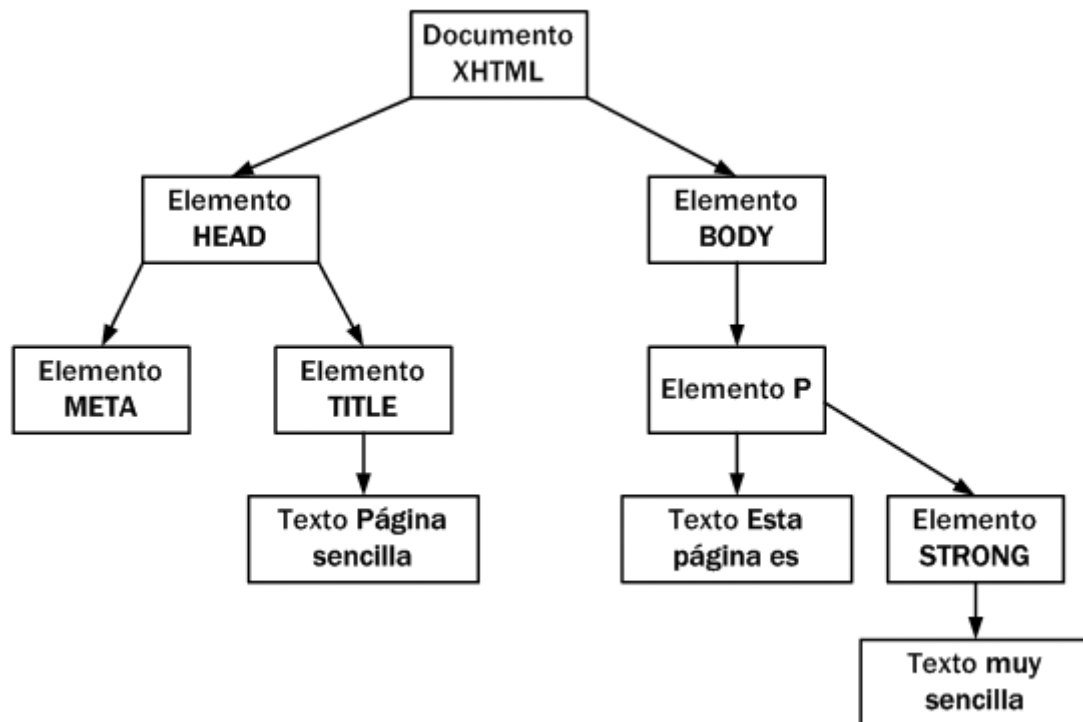 Documento
XHTML
Elemento
HEAD
Elemento
BODY
Elemento
META
Elemento
TITLE
Elemento P
Texto Página
sencilla
Texto Esta
página es
Elemento
STRONG
Texto muy
sencilla